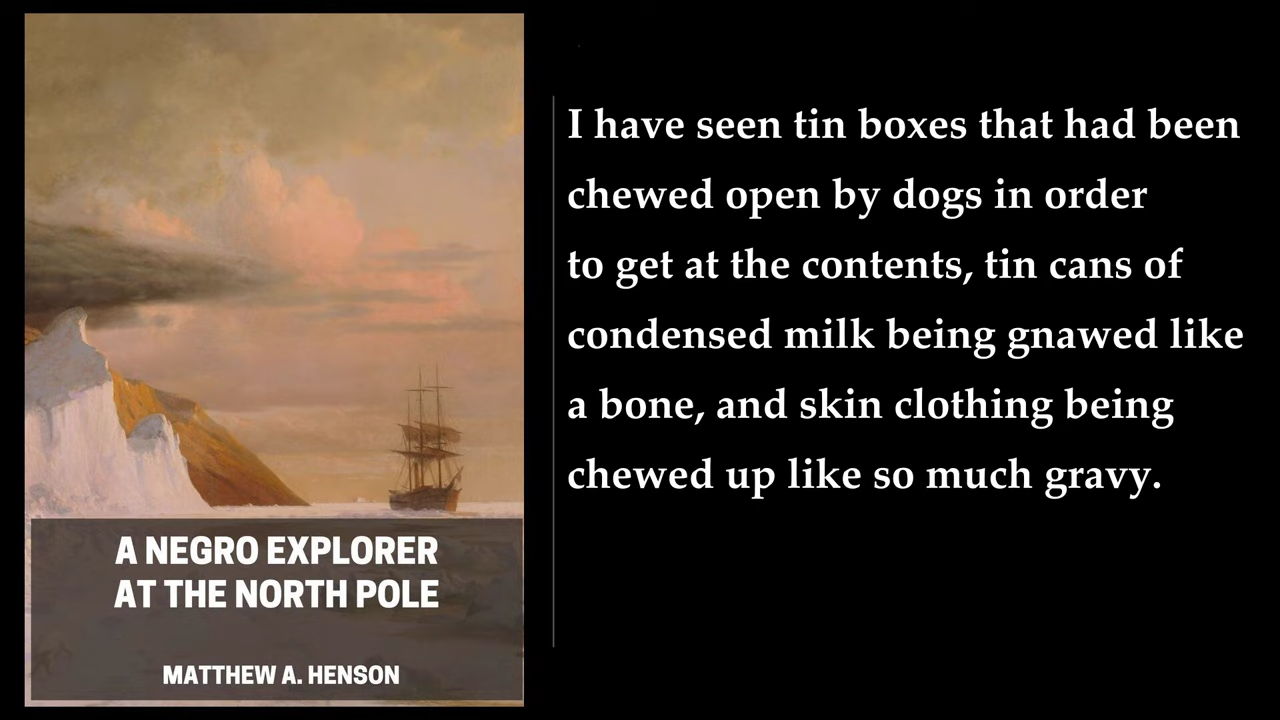 A NEGRO EXPLORER
AT THE NORTH POLE
MATTHEW A. HENSON
I have seen tin boxes that had been
chewed open by dogs in order
to get at the contents, tin cans of
condensed milk being gnawed like
a bone, and skin clothing being
chewed up like so much gravy.